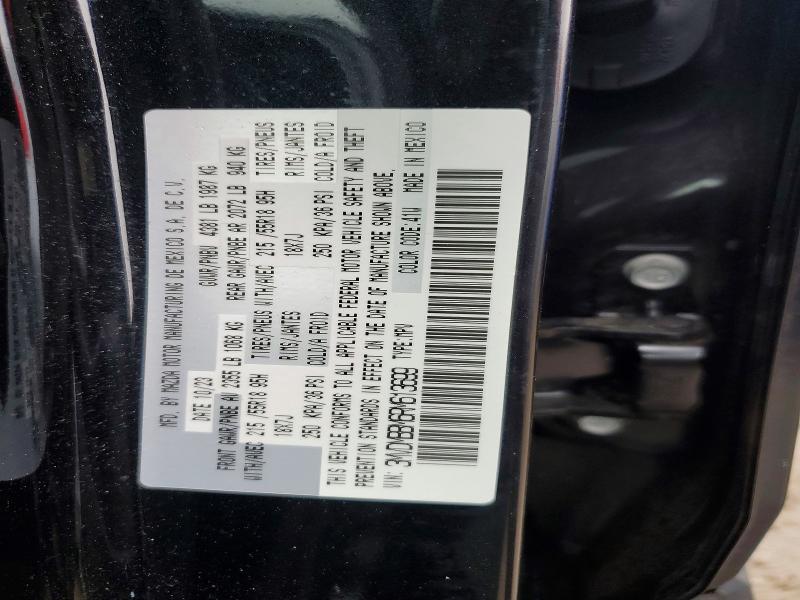 MFD. BY MAZDA MOTOR MANUFACTURING DE MEXICO S.A. DE C.V.
DATE 10/23 GVWR/PNBV 4381 LB 1987 KG
FRONT GAWR/PNBE AV 2355 LB 1068 KG REAR GAWR/PNBE AR 2072 LB 940 KG
WITH/AVEC 215 /55R18 95H TIRES/PNEUS WITH/AVEC 215 /55R18 95H TIRES/PNEUS
18X7J RIMS/JANTES 18X7J RIMS/JANTES
250 KPA/36 PSI COLD/A FROID 250 KPA/36 PSI COLD/A FROID
THIS VEHICLE CONFORMS TO ALL APPLICABLE FEDERAL MOTOR VEHICLE SAFETY AND THEFT
PREVENTION STANDARDS IN EFFECT ON THE DATE OF MANUFACTURE SHOWN ABOVE.
VIN: TYPE:MPV COLOR CODE:41W MADE IN MEXICO